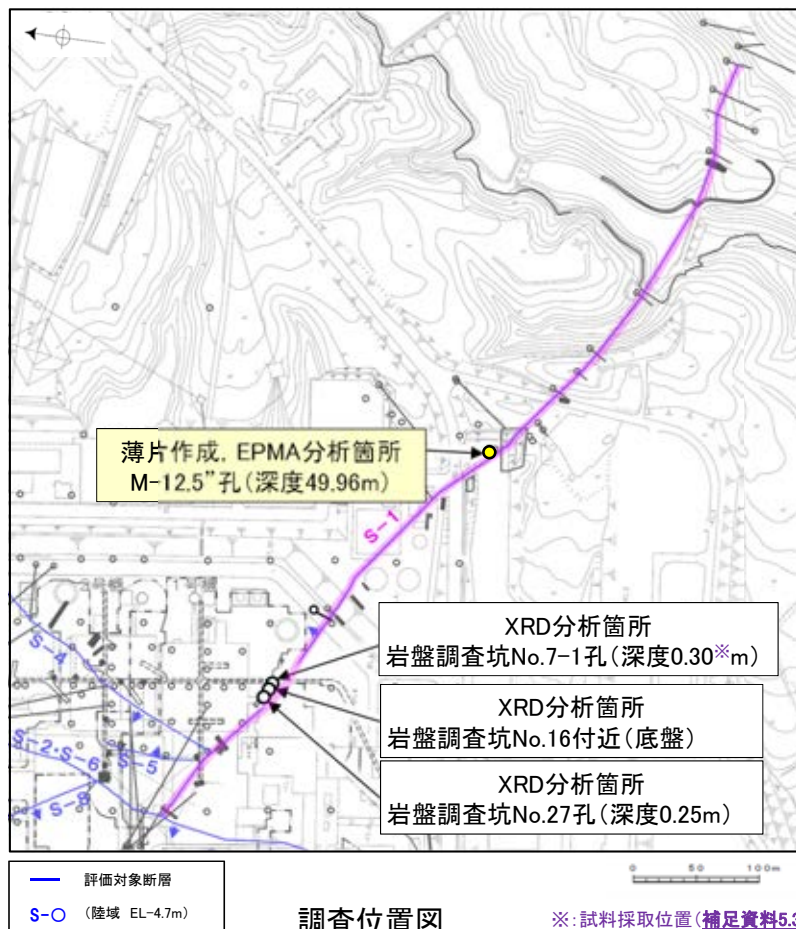 薄片作成，EPMA分析箇所
M-12.5”孔(深度49.96m)
S-1
XRD分析箇所
岩盤調査坑No.7-1孔(深度0.30※m)
S-4
XRD分析箇所
岩盤調査坑No.16付近(底盤)
S-2・S-6
S-5
XRD分析箇所
岩盤調査坑No.27孔(深度0.25m)
S-8
評価対象断層
S-○ (陸域 EL-4.7m)
0 50 100m
調査位置図
※:試料採取位置(補足資料5.3